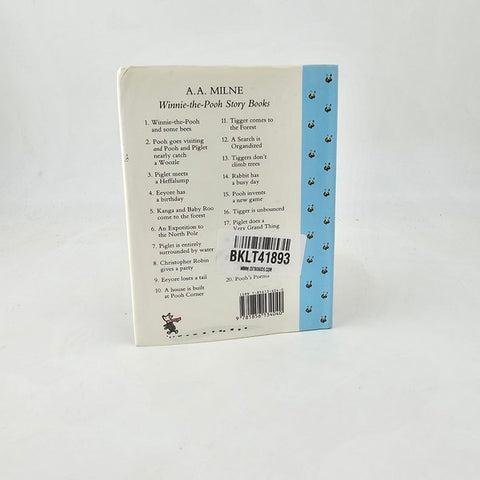 A.A. MILNE
Winnie-the-Pooh Story Books
1. Winnie-the-Pooh
and some bees
2. Pooh goes visiting
and Pooh and Piglet
nearly catch
a Woozle
3. Piglet meets
a Heffalump
4. Eeyore has
a birthday
5. Kanga and Baby Roo
come to the forest
6. An Expotition to
the North Pole
7. Piglet is entirely
surrounded by water
8. Christopher Robin
gives a party
9. Eeyore loses a tail
10. A house is built
at Pooh Corner
11. Tigger comes to
the Forest
12. A Search is
Organdized
13. Tiggers don't
climb trees
14. Rabbit has
a busy day
15. Pooh invents
a new game
16. Tigger is unbounced
17. Piglet does a
Very Grand Thing
BKLT41893
20. Pooh's Poems
9 781856 134040